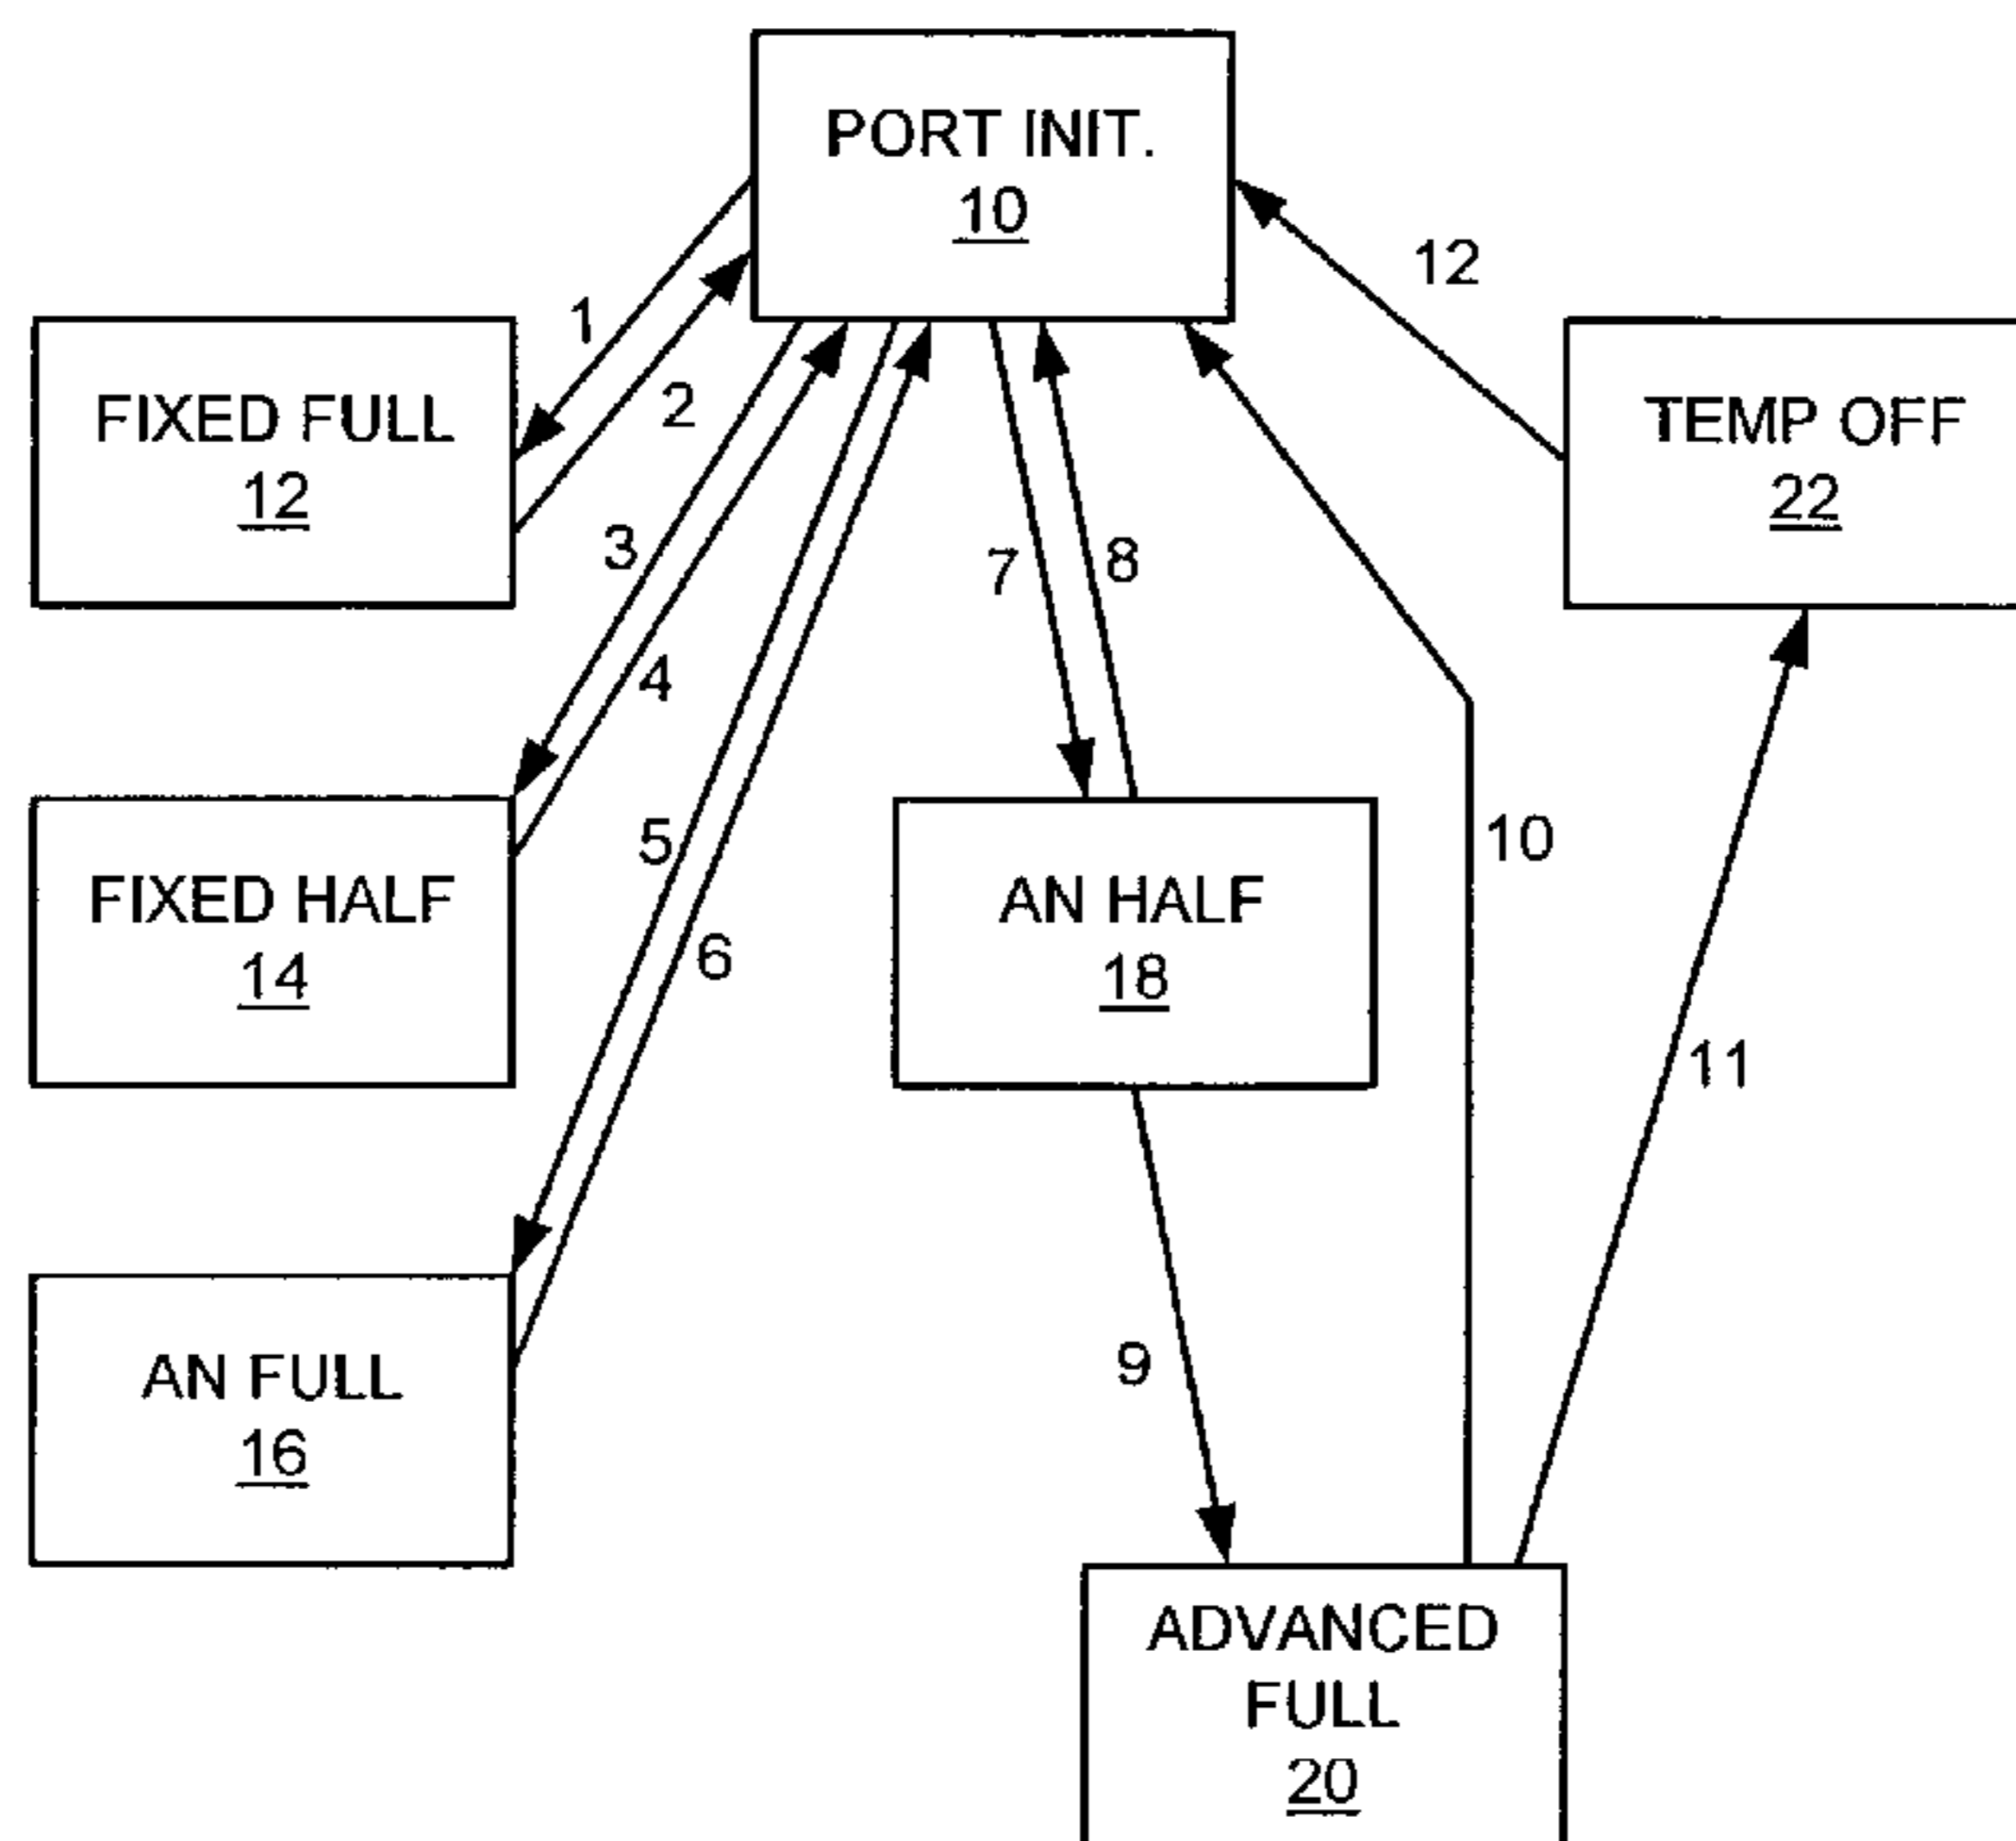 PORT INIT.
10
12
1
FIXED FULL
12
2
TEMP OFF
22
3
7
8
4
5
10
FIXED HALF
14
6
AN HALF
18
11
9
AN FULL
16
ADVANCED
FULL
20